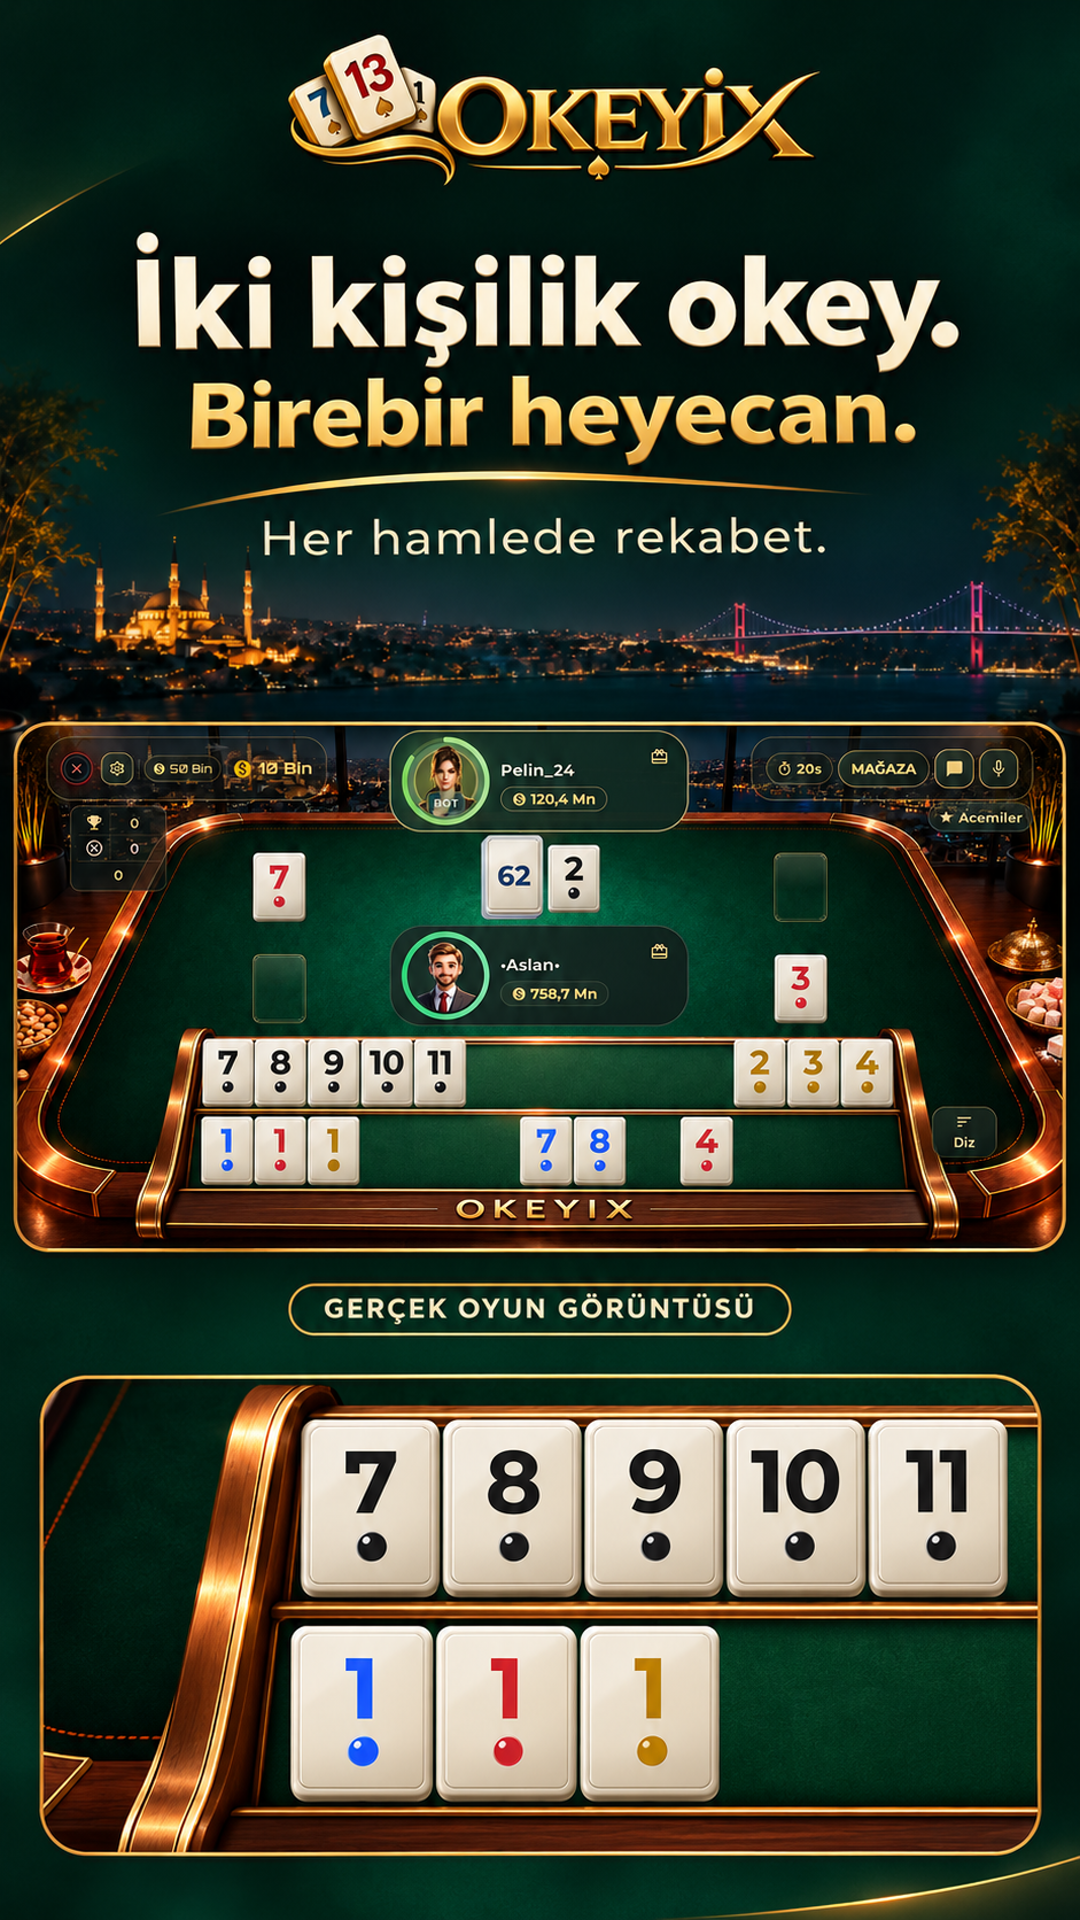 7 13 1 OKEYİX
İki kişilik okey.
Birebir heyecan.
Her hamlede rekabet.
50 Bin 10 Bin
BOT
Pelin_24
120,4 Mn
20s MAĞAZA
Acemiler
0
0
0
7 62 2
•Aslan•
758,7 Mn
3
7 8 9 10 11 2 3 4
1 1 1 7 8 4
Diz
OKEYIX
GERÇEK OYUN GÖRÜNTÜSÜ
7 8 9 10 11
1 1 1